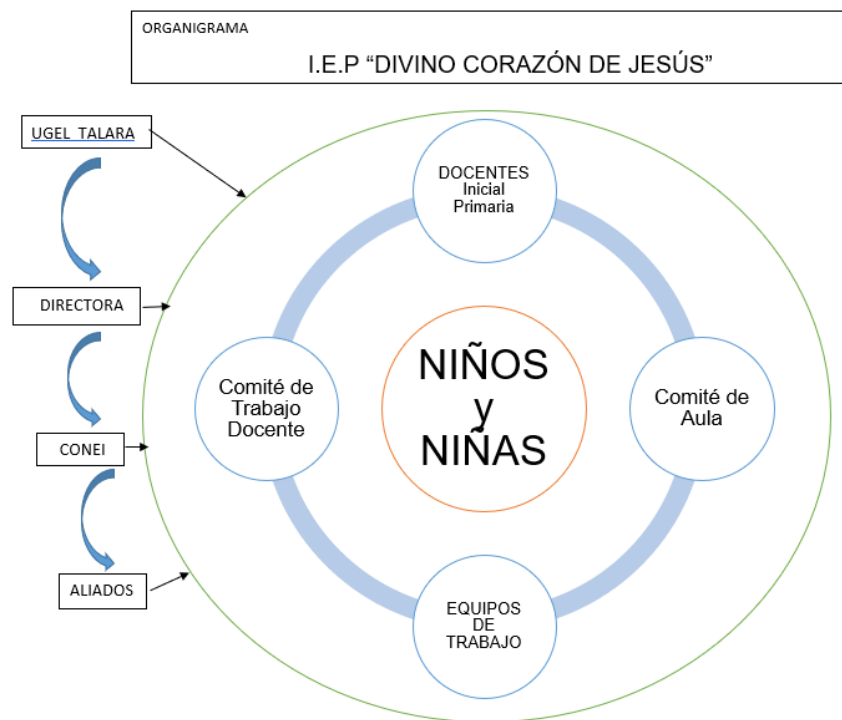 ORGANIGRAMA
I.E.P “DIVINO CORAZÓN DE JESÚS”
UGEL TALARA
DIRECTORA
CONEI
ALIADOS
DOCENTES
Inicial
Primaria
Comité de
Trabajo
Docente
NIÑOS
y
NIÑAS
Comité de
Aula
EQUIPOS
DE
TRABAJO